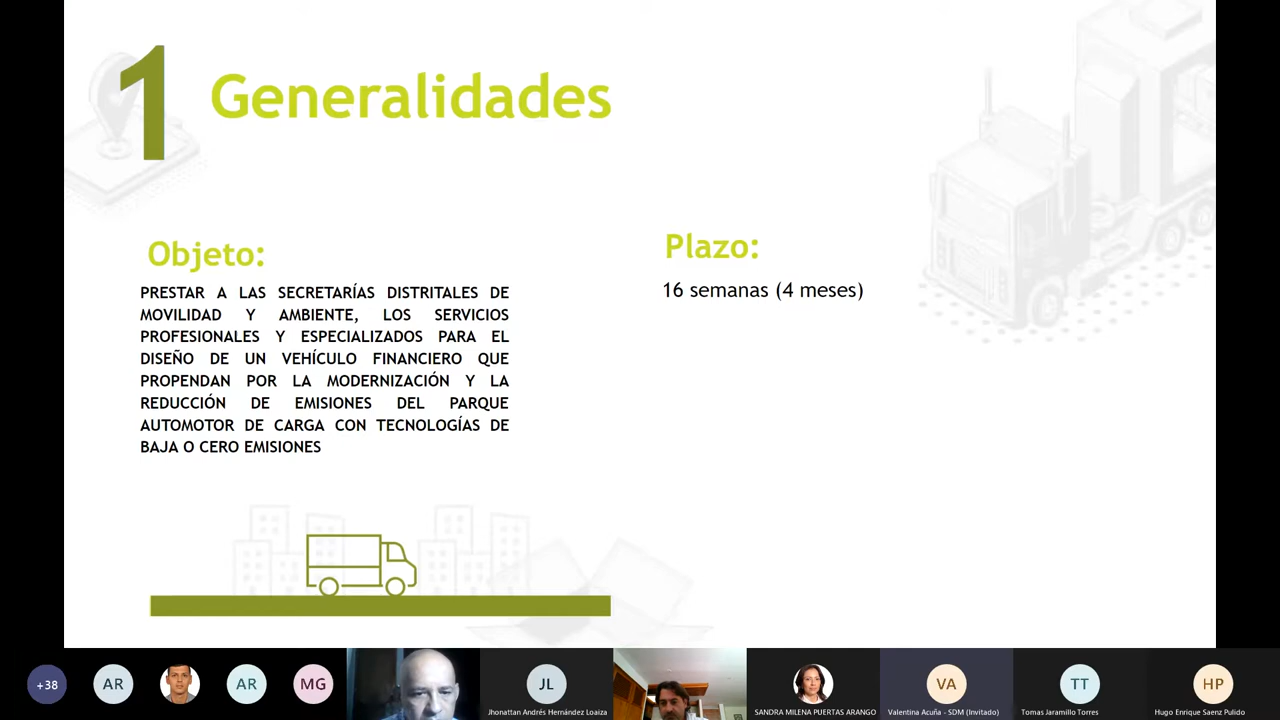 1
Generalidades
Objeto:
PRESTAR A LAS SECRETARÍAS DISTRITALES DE
MOVILIDAD Y AMBIENTE, LOS SERVICIOS
PROFESIONALES Y ESPECIALIZADOS PARA EL
DISEÑO DE UN VEHÍCULO FINANCIERO QUE
PROPENDAN POR LA MODERNIZACIÓN Y LA
REDUCCIÓN DE EMISIONES DEL PARQUE
AUTOMOTOR DE CARGA CON TECNOLOGÍAS DE
BAJA O CERO EMISIONES
Plazo:
16 semanas (4 meses)
+38
AR
AR
MG
JL
Jhonattan Andrés Hernández Loaiza
SANDRA MILENA PUERTAS ARANGO
VA
Valentina Acuña - SDM (Invitado)
TT
Tomas Jaramillo Torres
HP
Hugo Enrique Saenz Pulido